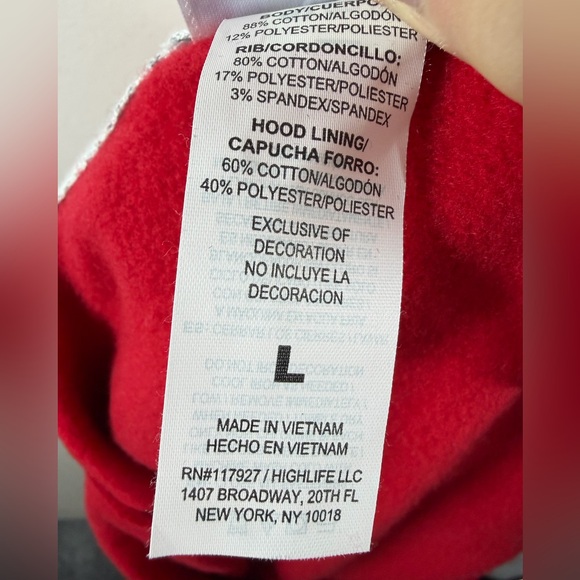 BODY/CUERPO:
88% COTTON/ALGODÓN
12% POLYESTER/POLIESTER
RIB/CORDONCILLO:
80% COTTON/ALGODÓN
17% POLYESTER/POLIESTER
3% SPANDEX/SPANDEX
HOOD LINING/
CAPUCHA FORRO:
60% COTTON/ALGODÓN
40% POLYESTER/POLIESTER
EXCLUSIVE OF
DECORATION
NO INCLUYE LA
DECORACION
L
MADE IN VIETNAM
HECHO EN VIETNAM
RN#117927 / HIGHLIFE LLC
1407 BROADWAY, 20TH FL
NEW YORK, NY 10018